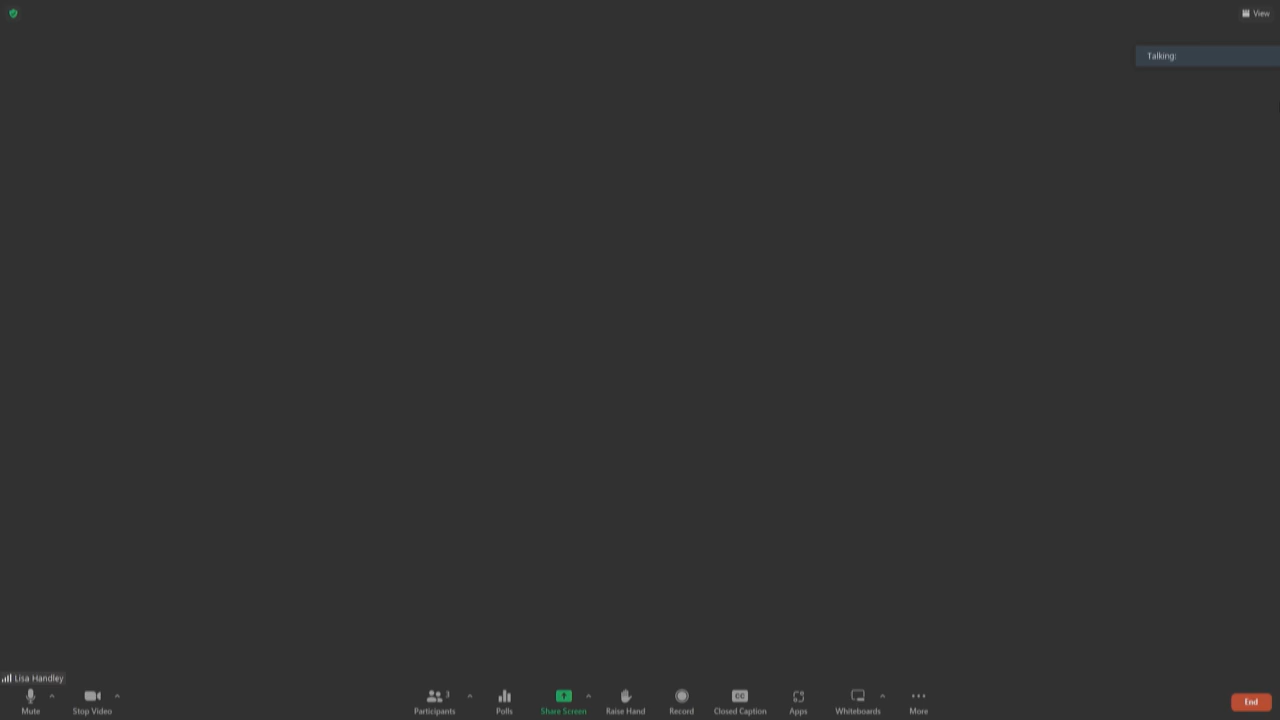 View
Talking:
Lisa Handley
Mute
Stop Video
3
Participants
Polls
Share Screen
Raise Hand
Record
CC
Closed Caption
Apps
Whiteboards
More
End